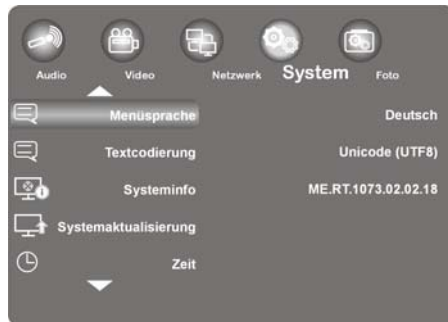 Audio Video Netzwerk System Foto
Menüsprache Deutsch
Textcodierung Unicode (UTF8)
Systeminfo ME.RT.1073.02.02.18
Systemaktualisierung
Zeit